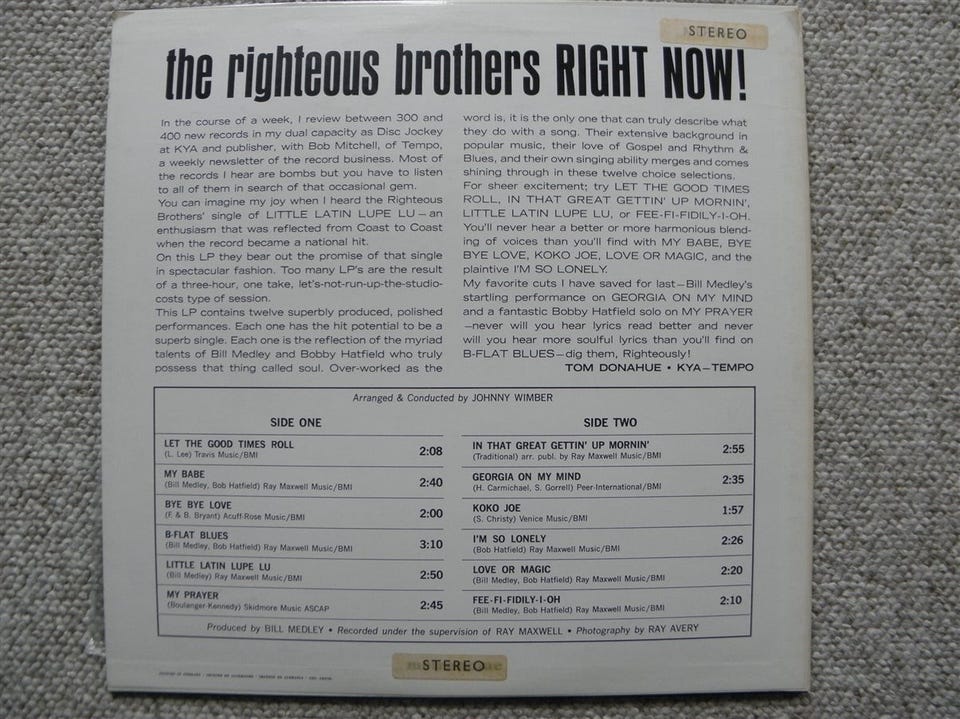 STEREO
the righteous brothers RIGHT NOW!
In the course of a week, I review between 300 and
400 new records in my dual capacity as Disc Jockey
at KYA and publisher, with Bob Mitchell, of Tempo,
a weekly newsletter of the record business. Most of
the records I hear are bombs but you have to listen
to all of them in search of that occasional gem.
You can imagine my joy when I heard the Righteous
Brothers' single of LITTLE LATIN LUPE LU—an
enthusiasm that was reflected from Coast to Coast
when the record became a national hit.
On this LP they bear out the promise of that single
in spectacular fashion. Too many LP's are the result
of a three-hour, one take, let's-not-run-up-the-studio-
costs type of session.
This LP contains twelve superbly produced, polished
performances. Each one has the hit potential to be a
superb single. Each one is the reflection of the myriad
talents of Bill Medley and Bobby Hatfield who truly
possess that thing called soul. Over-worked as the
word is, it is the only one that can truly describe what
they do with a song. Their extensive background in
popular music, their love of Gospel and Rhythm &
Blues, and their own singing ability merges and comes
shining through in these twelve choice selections.
For sheer excitement; try LET THE GOOD TIMES
ROLL, IN THAT GREAT GETTIN' UP MORNIN',
LITTLE LATIN LUPE LU, or FEE-FI-FIDILY-I-OH.
You'll never hear a better or more harmonious blend-
ing of voices than you'll find with MY BABE, BYE
BYE LOVE, KOKO JOE, LOVE OR MAGIC, and the
plaintive I'M SO LONELY.
My favorite cuts I have saved for last—Bill Medley's
startling performance on GEORGIA ON MY MIND
and a fantastic Bobby Hatfield solo on MY PRAYER
—never will you hear lyrics read better and never
will you hear more soulful lyrics than you'll find on
B-FLAT BLUES—dig them, Righteously!
TOM DONAHUE • KYA—TEMPO
Arranged & Conducted by JOHNNY WIMBER
SIDE ONE
LET THE GOOD TIMES ROLL 2:08
(L. Lee) Travis Music/BMI
MY BABE 2:40
(Bill Medley, Bob Hatfield) Ray Maxwell Music/BMI
BYE BYE LOVE 2:00
(F. & B. Bryant) Acuff-Rose Music/BMI
B-FLAT BLUES 3:10
(Bill Medley, Bob Hatfield) Ray Maxwell Music/BMI
LITTLE LATIN LUPE LU 2:50
(Bill Medley) Ray Maxwell Music/BMI
MY PRAYER 2:45
(Boulanger-Kennedy) Skidmore Music ASCAP
SIDE TWO
IN THAT GREAT GETTIN' UP MORNIN' 2:55
(Traditional) arr. publ. by Ray Maxwell Music/BMI
GEORGIA ON MY MIND 2:35
(H. Carmichael, S. Gorrell) Peer-International/BMI
KOKO JOE 1:57
(S. Christy) Venice Music/BMI
I'M SO LONELY 2:26
(Bob Hatfield) Ray Maxwell Music/BMI
LOVE OR MAGIC 2:20
(Bill Medley, Bob Hatfield) Ray Maxwell Music/BMI
FEE-FI-FIDILY-I-OH 2:10
(Bill Medley, Bob Hatfield) Ray Maxwell Music/BMI
Produced by BILL MEDLEY • Recorded under the supervision of RAY MAXWELL • Photography by RAY AVERY
STEREO